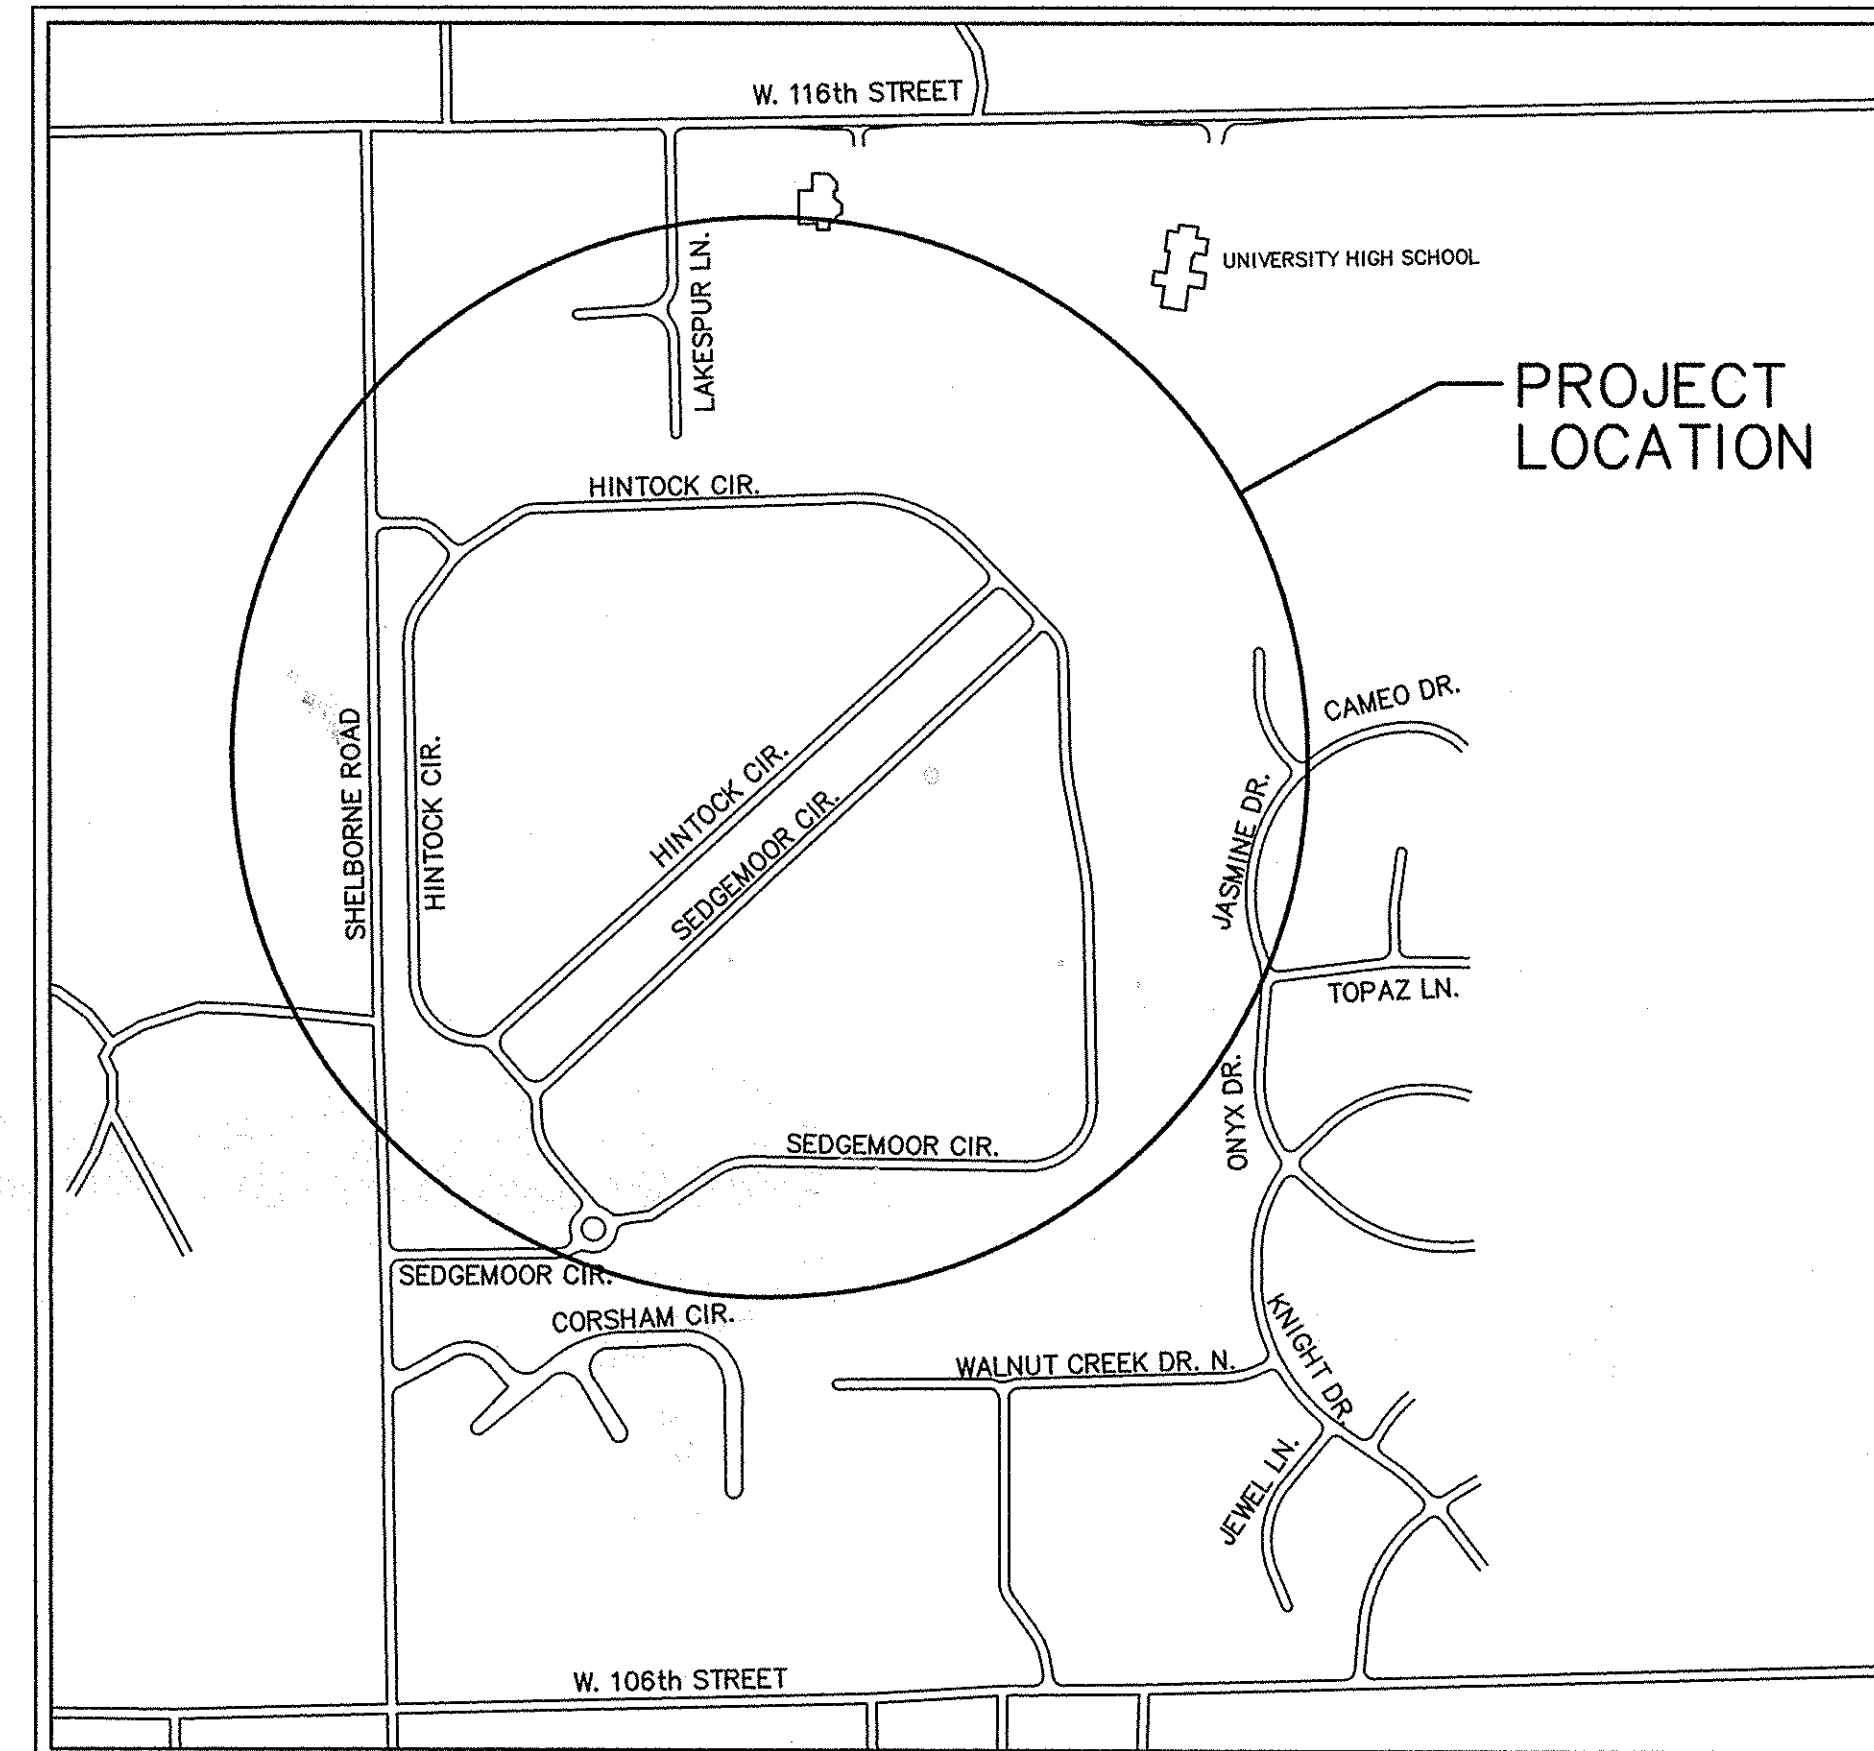 W. 116th STREET
LAKESPUR LN.
UNIVERSITY HIGH SCHOOL
PROJECT
LOCATION
HINTOCK CIR.
SHELBORNE ROAD
HINTOCK CIR.
HINTOCK CIR.
SEDGEMOOR CIR.
CAMEO DR.
JASMINE DR.
TOPAZ LN.
ONYX DR.
SEDGEMOOR CIR.
SEDGEMOOR CIR.
CORSHAM CIR.
WALNUT CREEK DR. N.
KNIGHT DR.
JEWEL LN.
W. 106th STREET